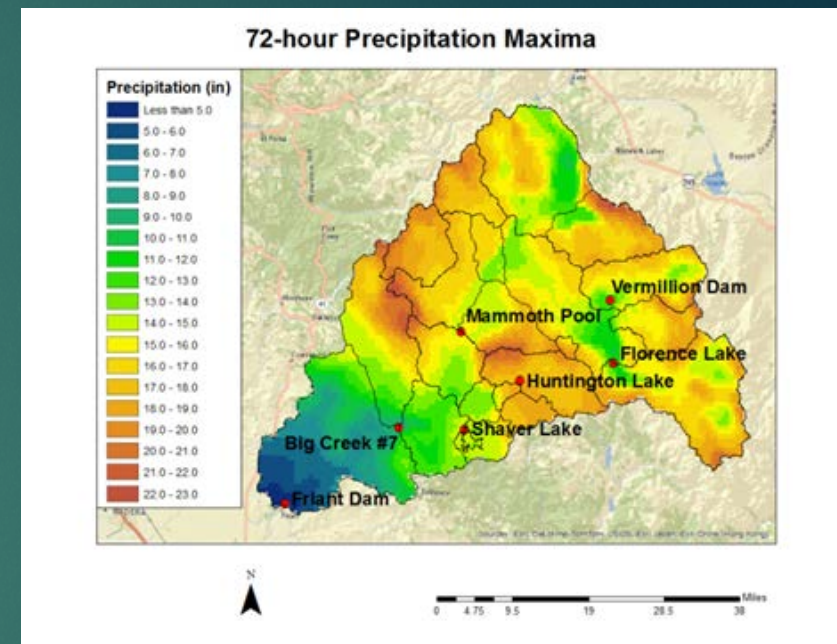 72-hour Precipitation Maxima
Precipitation (in)
Less than 5.0
5.0 - 6.0
6.0 - 7.0
7.0 - 8.0
8.0 - 9.0
9.0 - 10.0
10.0 - 11.0
11.0 - 12.0
12.0 - 13.0
13.0 - 14.0
14.0 - 15.0
15.0 - 16.0
16.0 - 17.0
17.0 - 18.0
18.0 - 19.0
19.0 - 20.0
20.0 - 21.0
21.0 - 22.0
22.0 - 23.0
Vermillion Dam
Mammoth Pool
Florence Lake
Huntington Lake
Shaver Lake
Big Creek #7
Friant Dam
N
Miles
0 4.75 9.5 19 28.5 38